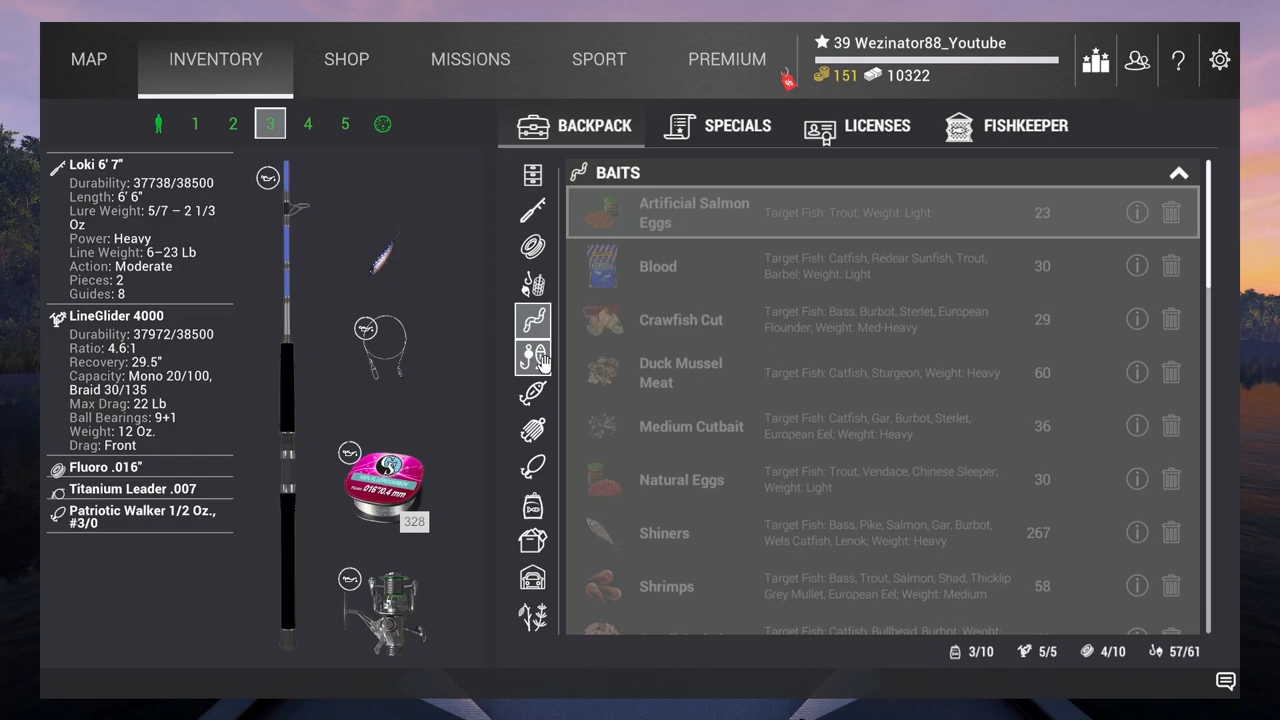 MAP
INVENTORY
SHOP
MISSIONS
SPORT
PREMIUM
39 Wezinator88_Youtube
151 10322
?
1 2 3 4 5
BACKPACK
SPECIALS
LICENSES
FISHKEEPER
Loki 6' 7"
Durability: 37738/38500
Length: 6' 6"
Lure Weight: 5/7 – 2 1/3
Oz
Power: Heavy
Line Weight: 6–23 Lb
Action: Moderate
Pieces: 2
Guides: 8
LineGlider 4000
Durability: 37972/38500
Ratio: 4.6:1
Recovery: 29.5"
Capacity: Mono 20/100,
Braid 30/135
Max Drag: 22 Lb
Ball Bearings: 9+1
Weight: 12 Oz.
Drag: Front
Fluoro .016"
Titanium Leader .007
Patriotic Walker 1/2 Oz.,
#3/0
.016"/0.4 mm
328
BAITS
Artificial Salmon
Eggs
Target Fish: Trout; Weight: Light
23
Blood
Target Fish: Catfish, Redear Sunfish, Trout,
Barbel; Weight: Light
30
Crawfish Cut
Target Fish: Bass, Burbot, Sterlet, European
Flounder; Weight: Med-Heavy
29
Duck Mussel
Meat
Target Fish: Catfish, Sturgeon; Weight: Heavy
60
Medium Cutbait
Target Fish: Catfish, Gar, Burbot, Sterlet,
European Eel; Weight: Heavy
36
Natural Eggs
Target Fish: Trout, Vendace, Chinese Sleeper;
Weight: Light
30
Shiners
Target Fish: Bass, Pike, Salmon, Gar, Burbot,
Wels Catfish, Lenok; Weight: Heavy
267
Shrimps
Target Fish: Bass, Trout, Salmon, Shad, Thicklip
Grey Mullet, European Eel; Weight: Medium
58
Target Fish: Catfish, Bullhead, Burbot; Weight:
3/10
5/5
4/10
57/61